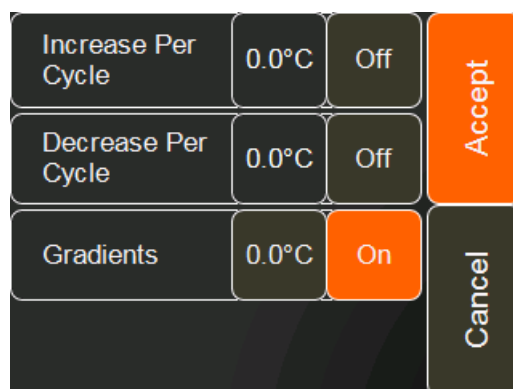 Increase Per
Cycle
0.0°C
Off
Decrease Per
Cycle
0.0°C
Off
Gradients
0.0°C
On
Accept
Cancel